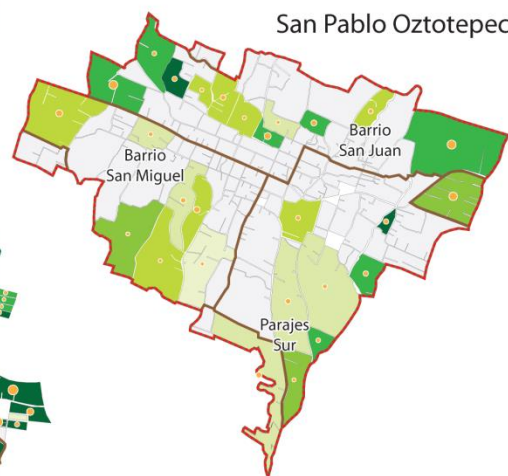 San Pablo Oztotepec
Barrio
San Juan
Barrio
San Miguel
Parajes
Sur